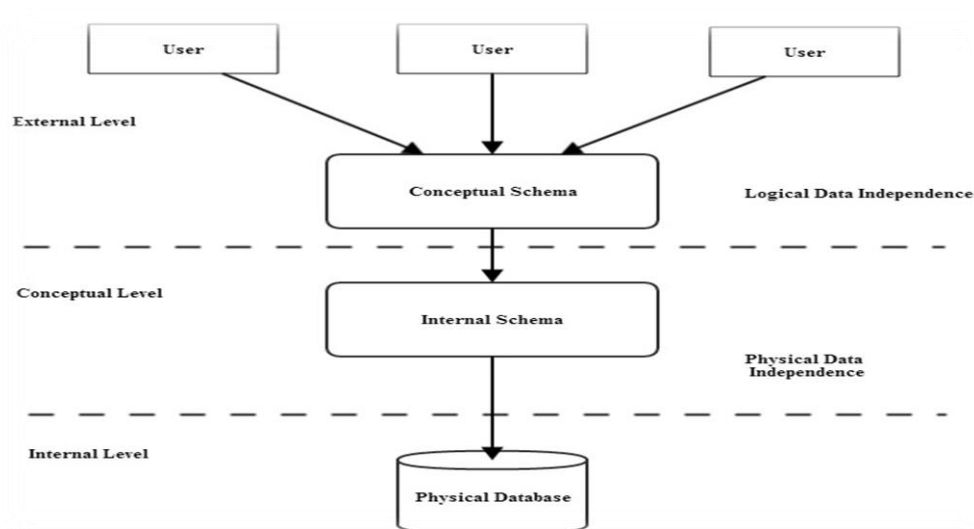 User
User
User
External Level
Conceptual Schema
Logical Data Independence
Conceptual Level
Internal Schema
Physical Data
Independence
Internal Level
Physical Database